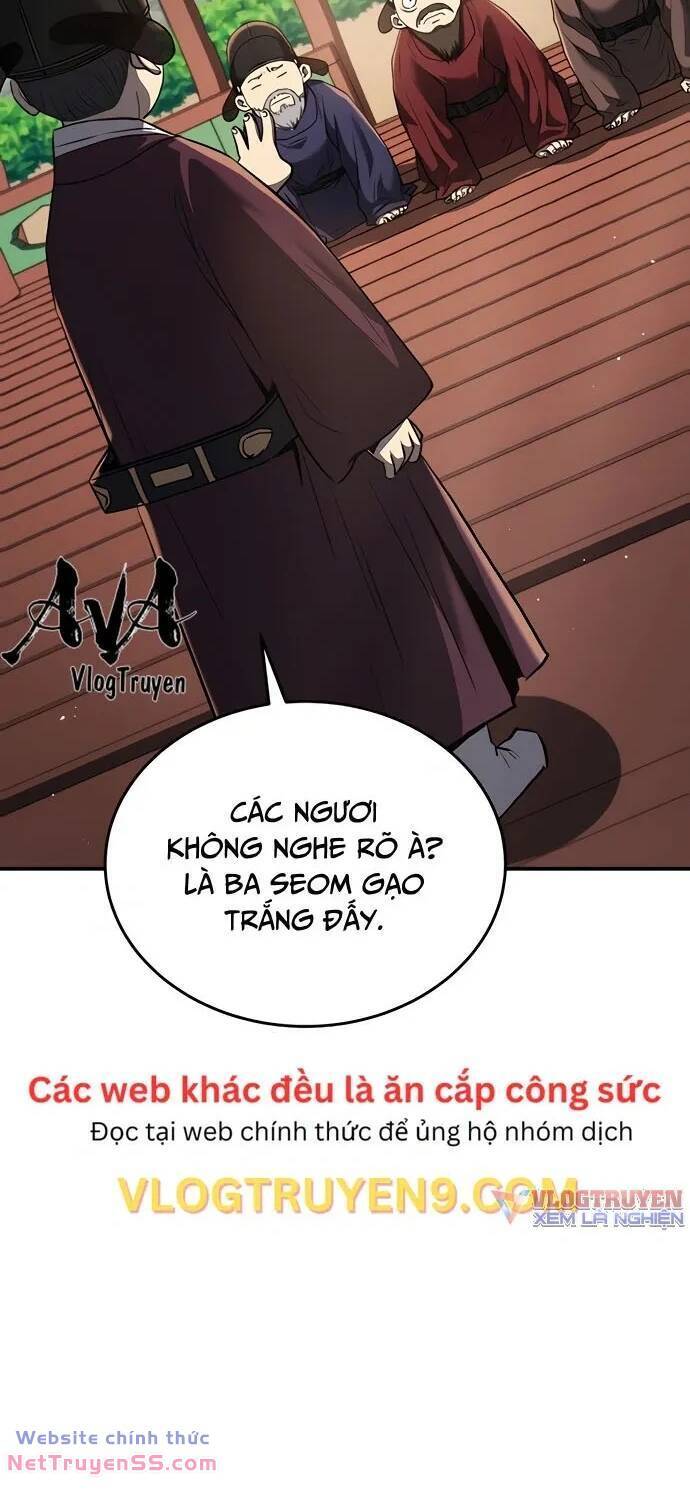 AVA
VlogTruyen
CÁC NGƯƠI
KHÔNG NGHE RÕ À?
LÀ BA SEOM GẠO
TRẮNG ĐẤY.
Các web khác đều là ăn cắp công sức
Đọc tại web chính thức để ủng hộ nhóm dịch
VLOGTRUYEN9.COM
VLOGTRUYEN
XEM LÀ NGHIỆN
Website chính thức
NetTruyenSS.com